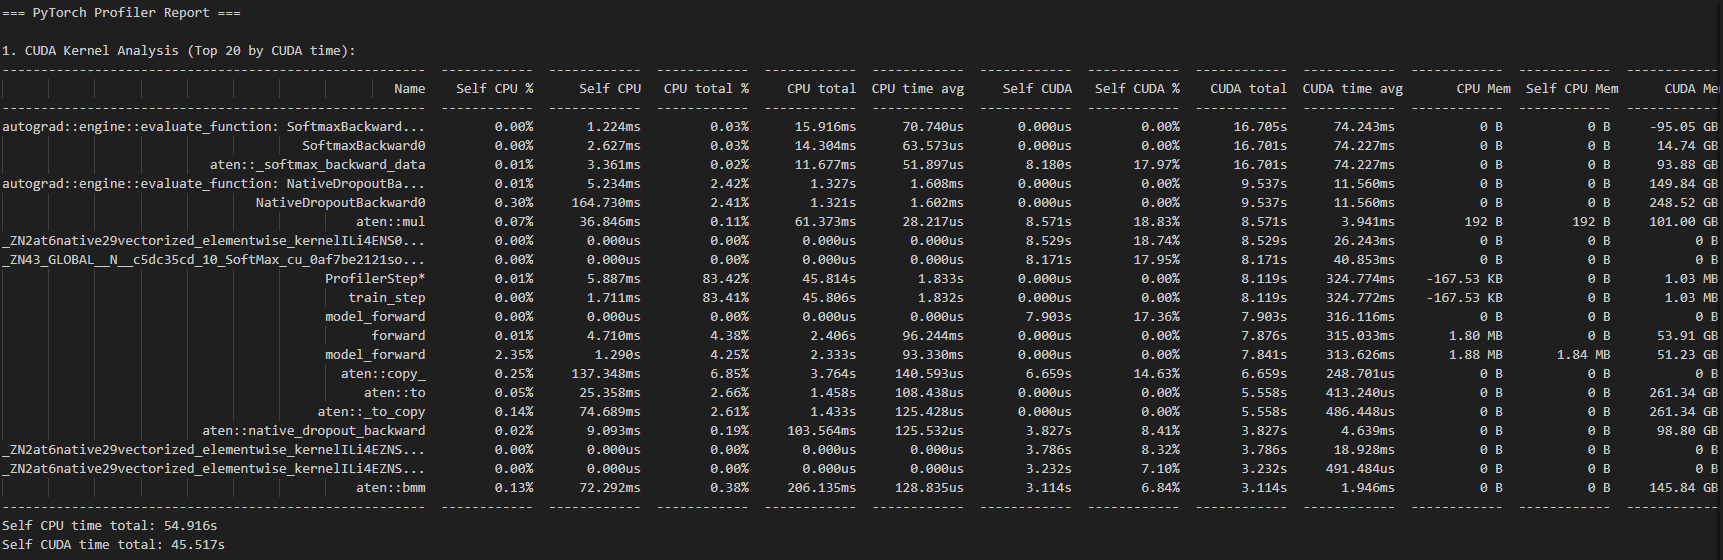 === PyTorch Profiler Report ===
1. CUDA Kernel Analysis (Top 20 by CUDA time):
------------------------------------------------------- ------------ ------------ ------------ ------------ ------------ ------------ ------------ ------------ ------------ ------------ ------------ ------------
Name Self CPU % Self CPU CPU total % CPU total CPU time avg Self CUDA Self CUDA % CUDA total CUDA time avg CPU Mem Self CPU Mem CUDA Me
------------------------------------------------------- ------------ ------------ ------------ ------------ ------------ ------------ ------------ ------------ ------------ ------------ ------------ ------------
autograd::engine::evaluate_function: SoftmaxBackward... 0.00% 1.224ms 0.03% 15.916ms 70.740us 0.000us 0.00% 16.705s 74.243ms 0 B 0 B -95.05 GB
SoftmaxBackward0 0.00% 2.627ms 0.03% 14.304ms 63.573us 0.000us 0.00% 16.701s 74.227ms 0 B 0 B 14.74 GB
aten::_softmax_backward_data 0.01% 3.361ms 0.02% 11.677ms 51.897us 8.180s 17.97% 16.701s 74.227ms 0 B 0 B 93.88 GB
autograd::engine::evaluate_function: NativeDropoutBa... 0.01% 5.234ms 2.42% 1.327s 1.608ms 0.000us 0.00% 9.537s 11.560ms 0 B 0 B 149.84 GB
NativeDropoutBackward0 0.30% 164.730ms 2.41% 1.321s 1.602ms 0.000us 0.00% 9.537s 11.560ms 0 B 0 B 248.52 GB
aten::mul 0.07% 36.846ms 0.11% 61.373ms 28.217us 8.571s 18.83% 8.571s 3.941ms 192 B 192 B 101.00 GB
_ZN2at6native29vectorized_elementwise_kernelILi4ENS0... 0.00% 0.000us 0.00% 0.000us 0.000us 8.529s 18.74% 8.529s 26.243ms 0 B 0 B 0 B
_ZN43_GLOBAL__N__c5dc35cd_10_SoftMax_cu_0af7be2121so... 0.00% 0.000us 0.00% 0.000us 0.000us 8.171s 17.95% 8.171s 40.853ms 0 B 0 B 0 B
ProfilerStep* 0.01% 5.887ms 83.42% 45.814s 1.833s 0.000us 0.00% 8.119s 324.774ms -167.53 KB 0 B 1.03 MB
train_step 0.00% 1.711ms 83.41% 45.806s 1.832s 0.000us 0.00% 8.119s 324.772ms -167.53 KB 0 B 1.03 MB
model_forward 0.00% 0.000us 0.00% 0.000us 0.000us 7.903s 17.36% 7.903s 316.116ms 0 B 0 B 0 B
forward 0.01% 4.710ms 4.38% 2.406s 96.244ms 0.000us 0.00% 7.876s 315.033ms 1.80 MB 0 B 53.91 GB
model_forward 2.35% 1.290s 4.25% 2.333s 93.330ms 0.000us 0.00% 7.841s 313.626ms 1.88 MB 1.84 MB 51.23 GB
aten::copy_ 0.25% 137.348ms 6.85% 3.764s 140.593us 6.659s 14.63% 6.659s 248.701us 0 B 0 B 0 B
aten::to 0.05% 25.358ms 2.66% 1.458s 108.438us 0.000us 0.00% 5.558s 413.240us 0 B 0 B 261.34 GB
aten::_to_copy 0.14% 74.689ms 2.61% 1.433s 125.428us 0.000us 0.00% 5.558s 486.448us 0 B 0 B 261.34 GB
aten::native_dropout_backward 0.02% 9.093ms 0.19% 103.564ms 125.532us 3.827s 8.41% 3.827s 4.639ms 0 B 0 B 98.80 GB
_ZN2at6native29vectorized_elementwise_kernelILi4EZNS... 0.00% 0.000us 0.00% 0.000us 0.000us 3.786s 8.32% 3.786s 18.928ms 0 B 0 B 0 B
_ZN2at6native29vectorized_elementwise_kernelILi4EZNS... 0.00% 0.000us 0.00% 0.000us 0.000us 3.232s 7.10% 3.232s 491.484us 0 B 0 B 0 B
aten::bmm 0.13% 72.292ms 0.38% 206.135ms 128.835us 3.114s 6.84% 3.114s 1.946ms 0 B 0 B 145.84 GB
------------------------------------------------------- ------------ ------------ ------------ ------------ ------------ ------------ ------------ ------------ ------------ ------------ ------------ ------------
Self CPU time total: 54.916s
Self CUDA time total: 45.517s